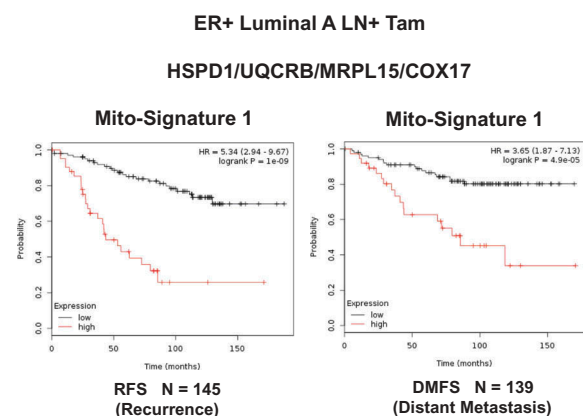 ER+ Luminal A LN+ Tam
HSPD1/UQCRB/MRPL15/COX17
Mito-Signature 1
HR = 5.34 (2.94 - 9.67)
logrank P = 1e-09
Probability
1.0
0.8
0.6
0.4
0.2
0.0
Expression
low
high
0
50
100
150
Time (months)
RFS N = 145
(Recurrence)
Mito-Signature 1
HR = 3.65 (1.87 - 7.13)
logrank P = 4.9e-05
Probability
1.0
0.8
0.6
0.4
0.2
0.0
Expression
low
high
0
50
100
150
Time (months)
DMFS N = 139
(Distant Metastasis)